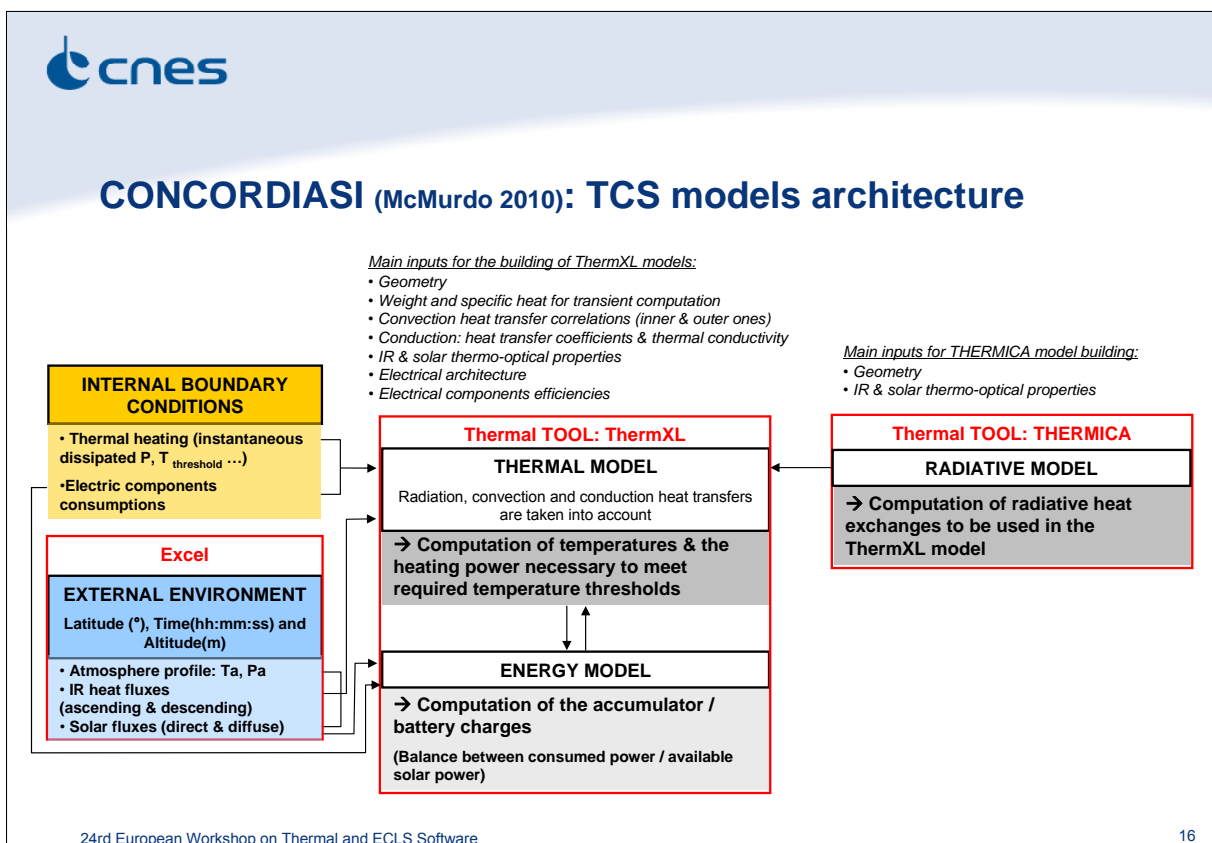 cnes
CONCORDIASI (McMurdo 2010): TCS models architecture
Main inputs for the building of ThermXL models:
• Geometry
• Weight and specific heat for transient computation
• Convection heat transfer correlations (inner & outer ones)
• Conduction: heat transfer coefficients & thermal conductivity
• IR & solar thermo-optical properties
• Electrical architecture
• Electrical components efficiencies
Main inputs for THERMICA model building:
• Geometry
• IR & solar thermo-optical properties
INTERNAL BOUNDARY
CONDITIONS
• Thermal heating (instantaneous
dissipated P, T threshold …)
•Electric components
consumptions
Excel
EXTERNAL ENVIRONMENT
Latitude (°), Time(hh:mm:ss) and
Altitude(m)
• Atmosphere profile: Ta, Pa
• IR heat fluxes
(ascending & descending)
• Solar fluxes (direct & diffuse)
Thermal TOOL: ThermXL
THERMAL MODEL
Radiation, convection and conduction heat transfers
are taken into account
→ Computation of temperatures & the
heating power necessary to meet
required temperature thresholds
ENERGY MODEL
→ Computation of the accumulator /
battery charges
(Balance between consumed power / available
solar power)
Thermal TOOL: THERMICA
RADIATIVE MODEL
→ Computation of radiative heat
exchanges to be used in the
ThermXL model
24rd European Workshop on Thermal and ECLS Software
16